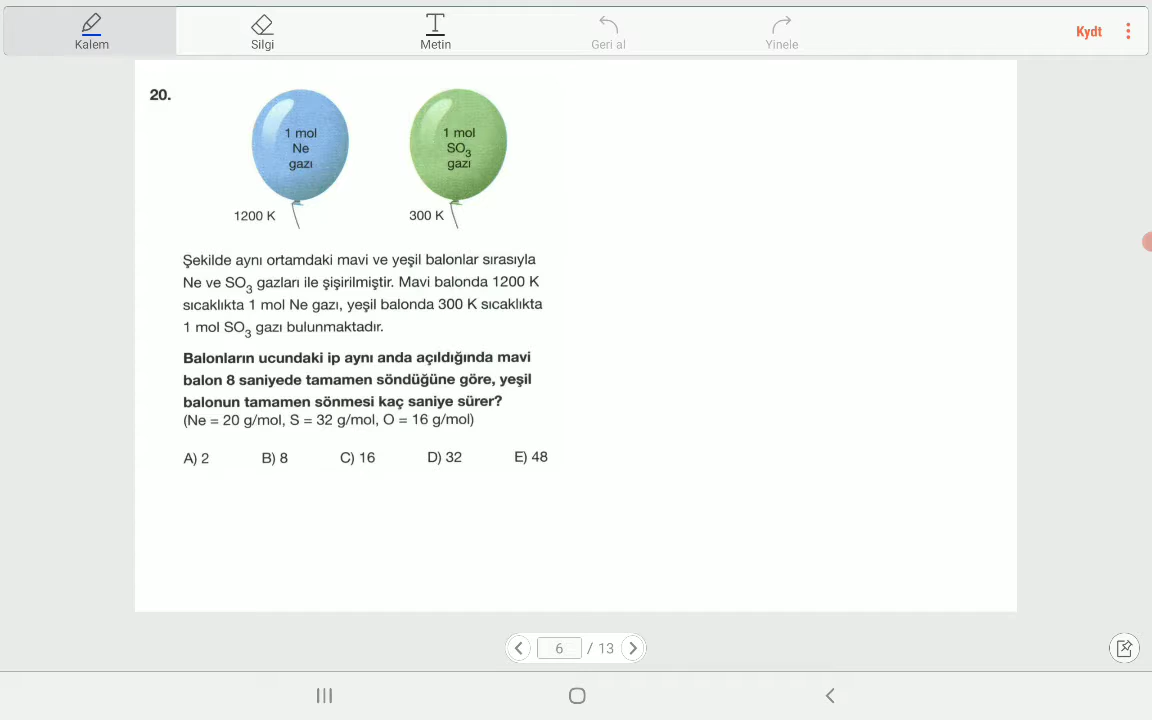 Kalem
Silgi
Metin
Geri al
Yinele
Kydt
20.
1 mol
Ne
gazı
1 mol
SO3
gazı
1200 K
300 K
Şekilde aynı ortamdaki mavi ve yeşil balonlar sırasıyla
Ne ve SO3 gazları ile şişirilmiştir. Mavi balonda 1200 K
sıcaklıkta 1 mol Ne gazı, yeşil balonda 300 K sıcaklıkta
1 mol SO3 gazı bulunmaktadır.
Balonların ucundaki ip aynı anda açıldığında mavi
balon 8 saniyede tamamen söndüğüne göre, yeşil
balonun tamamen sönmesi kaç saniye sürer?
(Ne = 20 g/mol, S = 32 g/mol, O = 16 g/mol)
A) 2 B) 8 C) 16 D) 32 E) 48
6 / 13